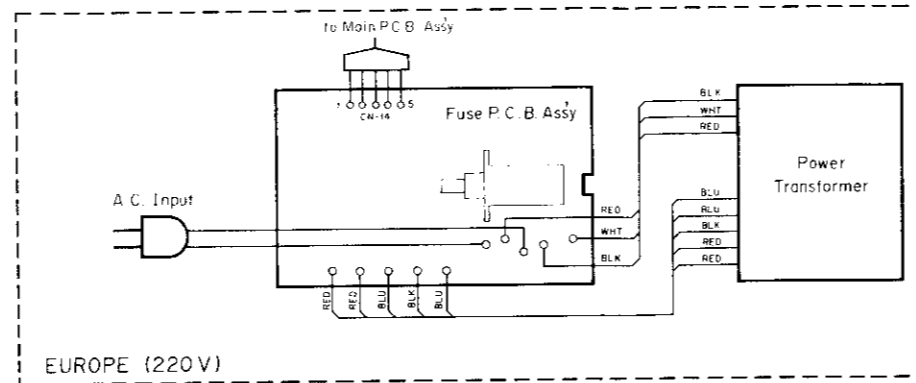 to Main P.C.B. Ass'y
1 5
CN-14
Fuse P.C.B. Ass'y
A.C. Input
RED
WHT
BLK
RED
RED
BLU
BLK
BLU
BLK
WHT
RED
BLU
BLU
BLK
RED
RED
Power
Transformer
EUROPE (220V)